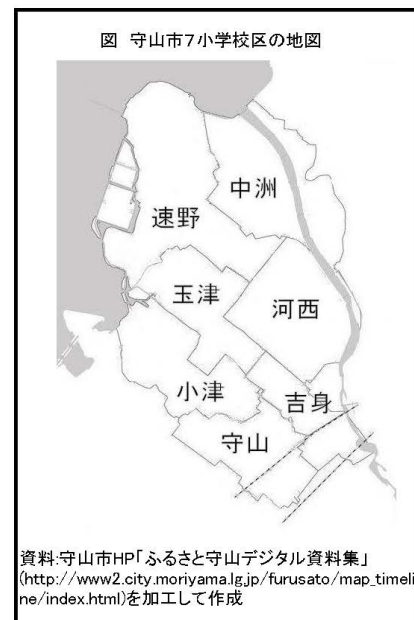 図 守山市7小学校区の地図
中洲
速野
玉津
河西
小津
吉身
守山
資料:守山市HP「ふるさと守山デジタル資料集」
(http://www2.city.moriyama.lg.jp/furusato/map_timeli
ne/index.html)を加工して作成